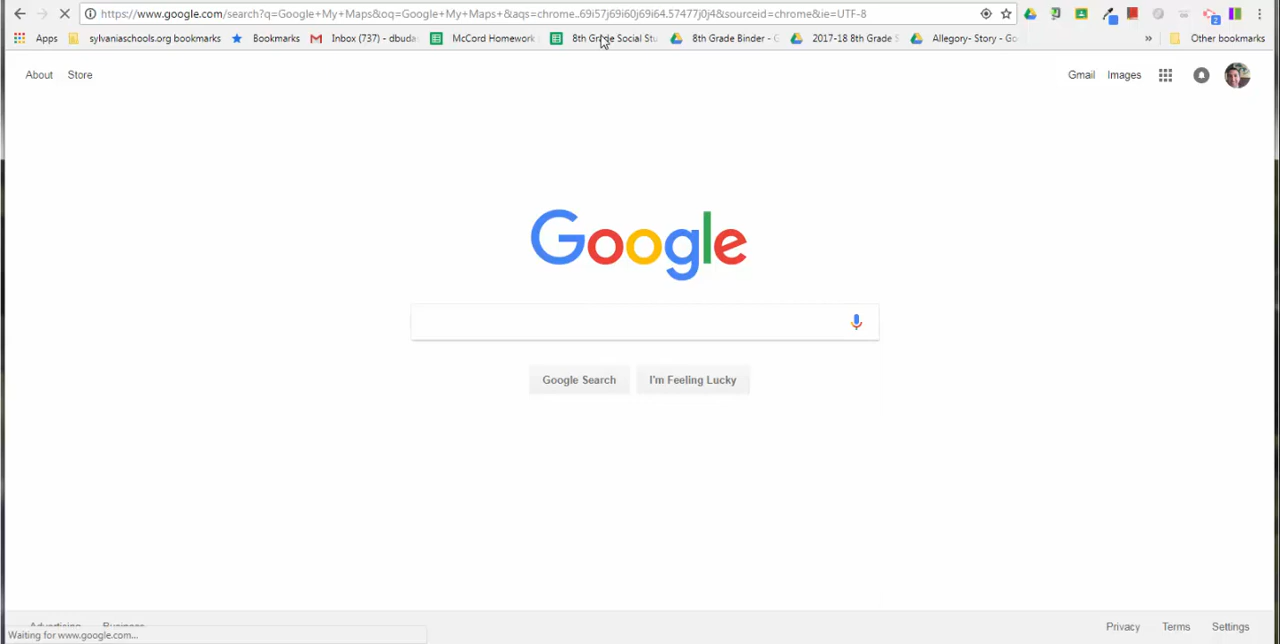 https://www.google.com/search?q=Google+My+Maps&oq=Google+My+Maps+&aqs=chrome..69i57j69i60j69i64.57477j0j4&sourceid=chrome&ie=UTF-8
Apps sylvaniaschools.org bookmarks Bookmarks Inbox (737) - dbuda McCord Homework 8th Grade Social Stu 8th Grade Binder - G 2017-18 8th Grade S Allegory- Story - Go » Other bookmarks
About Store Gmail Images
Google
Google Search I'm Feeling Lucky
Advertising Business Privacy Terms Settings
Waiting for www.google.com...